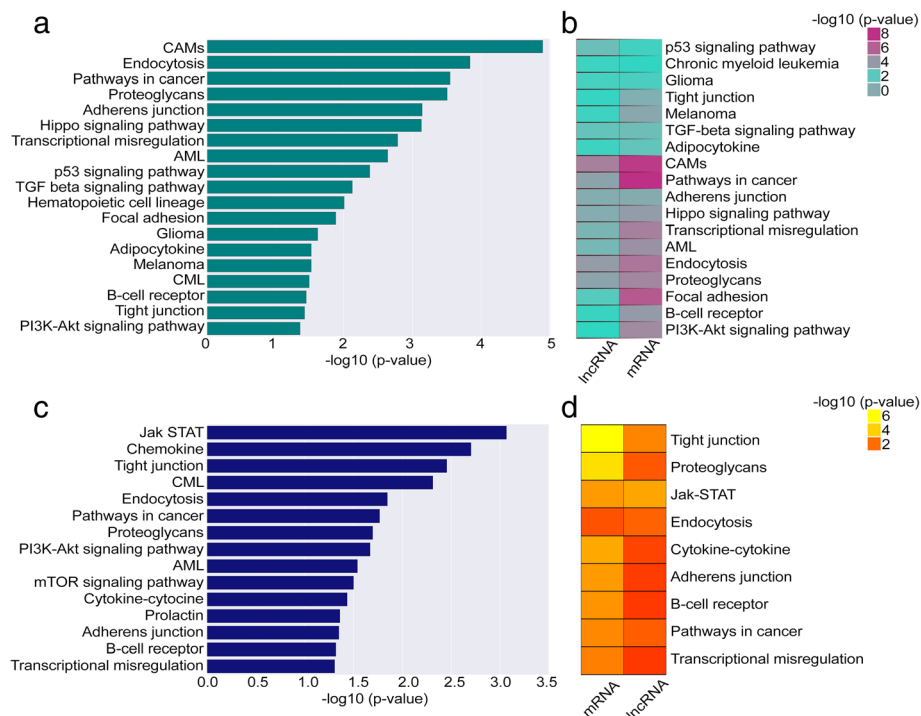 a
CAMs
Endocytosis
Pathways in cancer
Proteoglycans
Adherens junction
Hippo signaling pathway
Transcriptional misregulation
AML
p53 signaling pathway
TGF beta signaling pathway
Hematopoietic cell lineage
Focal adhesion
Glioma
Adipocytokine
Melanoma
CML
B-cell receptor
Tight junction
PI3K-Akt signaling pathway
0 1 2 3 4 5
-log10 (p-value)
b
-log10 (p-value)
8
6
4
2
0
p53 signaling pathway
Chronic myeloid leukemia
Glioma
Tight junction
Melanoma
TGF-beta signaling pathway
Adipocytokine
CAMs
Pathways in cancer
Adherens junction
Hippo signaling pathway
Transcriptional misregulation
AML
Endocytosis
Proteoglycans
Focal adhesion
B-cell receptor
PI3K-Akt signaling pathway
lncRNA mRNA
c
Jak STAT
Chemokine
Tight junction
CML
Endocytosis
Pathways in cancer
Proteoglycans
PI3K-Akt signaling pathway
AML
mTOR signaling pathway
Cytokine-cytocine
Prolactin
Adherens junction
B-cell receptor
Transcriptional misregulation
0.0 0.5 1.0 1.5 2.0 2.5 3.0 3.5
-log10 (p-value)
d
-log10 (p-value)
6
4
2
Tight junction
Proteoglycans
Jak-STAT
Endocytosis
Cytokine-cytokine
Adherens junction
B-cell receptor
Pathways in cancer
Transcriptional misregulation
mRNA lncRNA